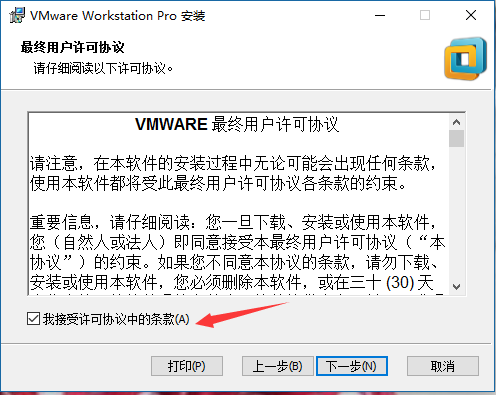 VMware Workstation Pro 安装
最终用户许可协议
请仔细阅读以下许可协议。
VMWARE 最终用户许可协议
请注意，在本软件的安装过程中无论可能会出现任何条款，
使用本软件都将受此最终用户许可协议各条款的约束。
重要信息，请仔细阅读：您一旦下载、安装或使用本软件，
您（自然人或法人）即同意接受本最终用户许可协议（“本
协议”）的约束。如果您不同意本协议的条款，请勿下载、
安装或使用本软件，您必须删除本软件，或在三十 (30) 天
我接受许可协议中的条款(A)
打印(P)
上一步(B)
下一步(N)
取消